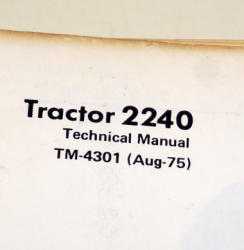 Tractor 2240
Technical Manual
TM-4301 (Aug-75)